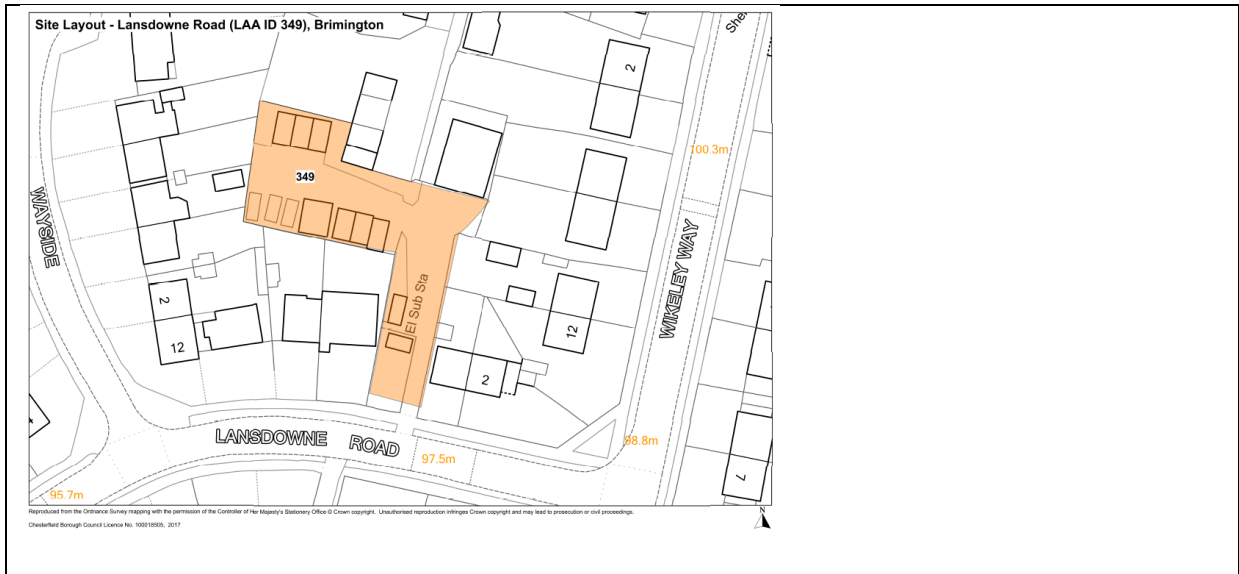 Site Layout - Lansdowne Road (LAA ID 349), Brimington
2
100.3m
349
WAYSIDE
WIKELEY WAY
El Sub Sta
2
12
12
2
LANSDOWNE ROAD
97.5m
98.8m
7
95.7m
Reproduced from the Ordnance Survey mapping with the permission of the Controller of Her Majesty's Stationery Office © Crown copyright. Unauthorised reproduction infringes Crown copyright and may lead to prosecution or civil proceedings.
Chesterfield Borough Council Licence No. 100018505, 2017
N